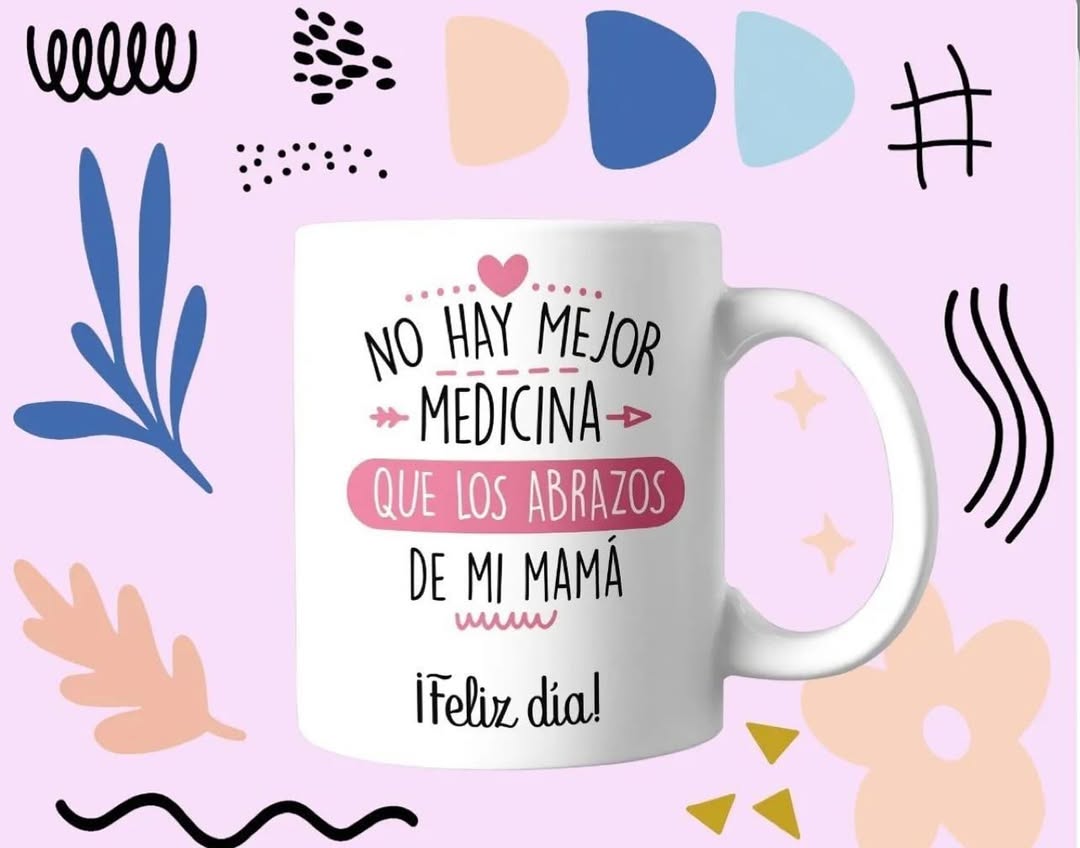 NO HAY MEJOR
MEDICINA
QUE LOS ABRAZOS
DE MI MAMÁ
¡Feliz día!